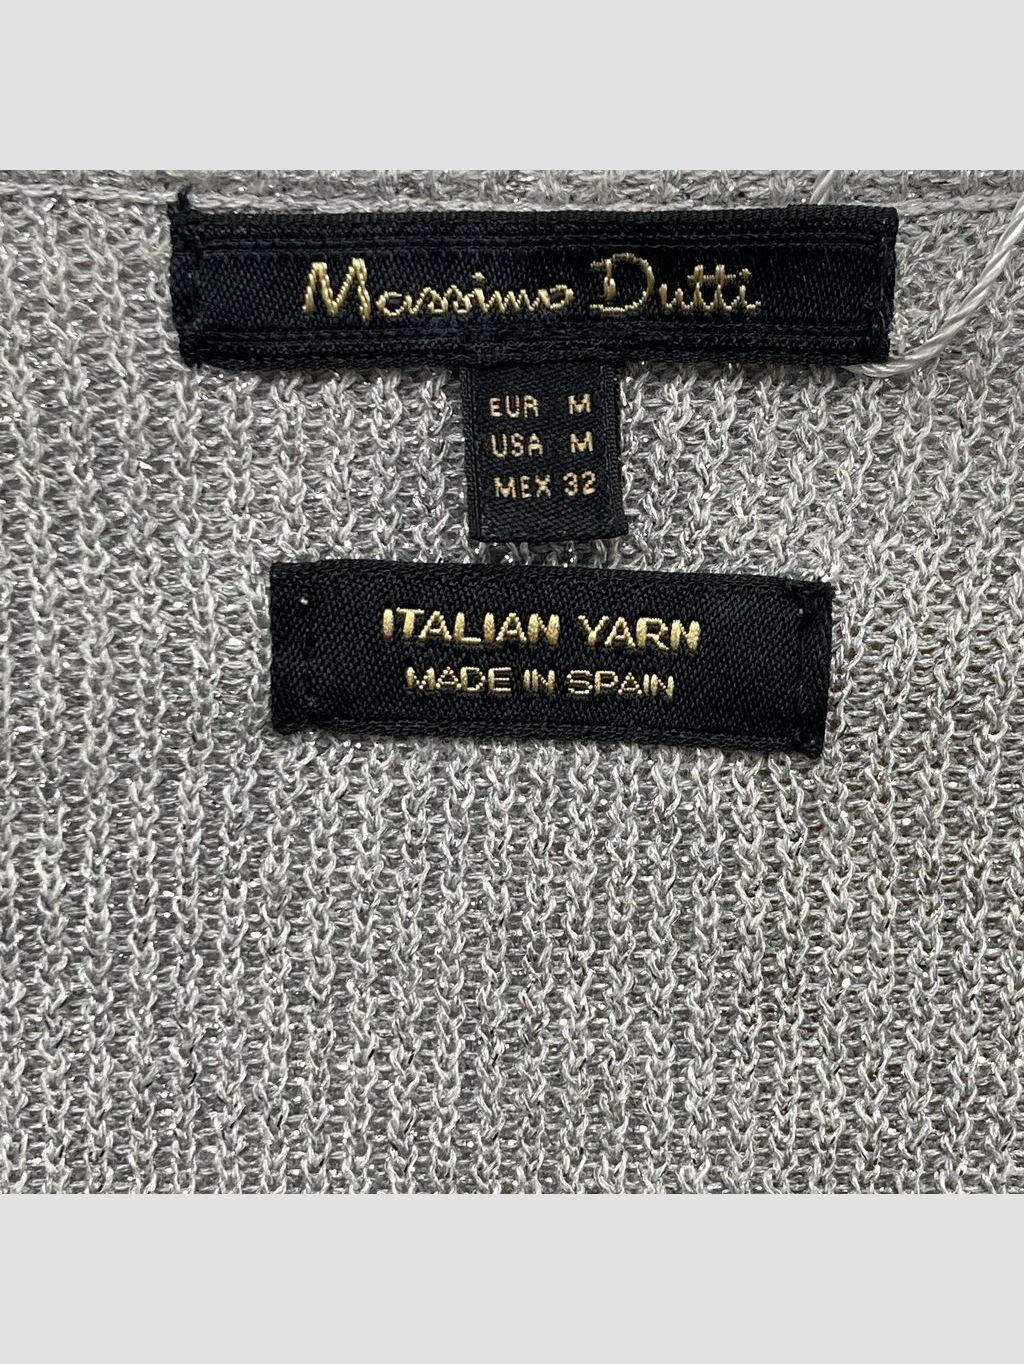 Massimo Dutti
EUR M
USA M
MEX 32
ITALIAN YARN
MADE IN SPAIN